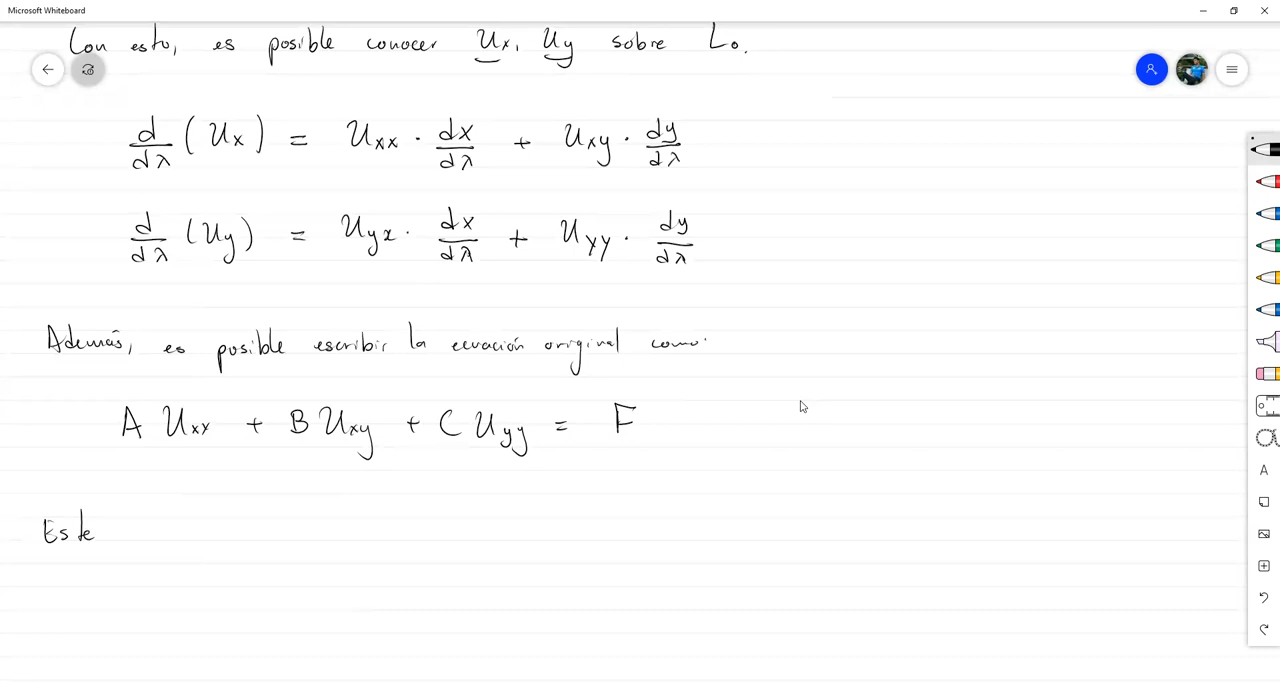 Microsoft Whiteboard
Con esto, es posible conocer Ux, Uy sobre Lo.
d/dλ (Ux) = Uxx · dx/dλ + Uxy · dy/dλ
d/dλ (Uy) = Uyx · dx/dλ + Uyy · dy/dλ
Además, es posible escribir la ecuación original como:
A Uxx + B Uxy + C Uyy = F
Este